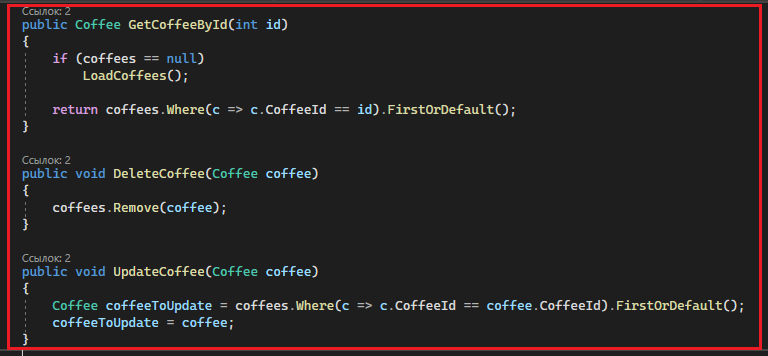 Ссылок: 2
public Coffee GetCoffeeById(int id)
{
if (coffees == null)
LoadCoffees();
return coffees.Where(c => c.CoffeeId == id).FirstOrDefault();
}
Ссылок: 2
public void DeleteCoffee(Coffee coffee)
{
coffees.Remove(coffee);
}
Ссылок: 2
public void UpdateCoffee(Coffee coffee)
{
Coffee coffeeToUpdate = coffees.Where(c => c.CoffeeId == coffee.CoffeeId).FirstOrDefault();
coffeeToUpdate = coffee;
}